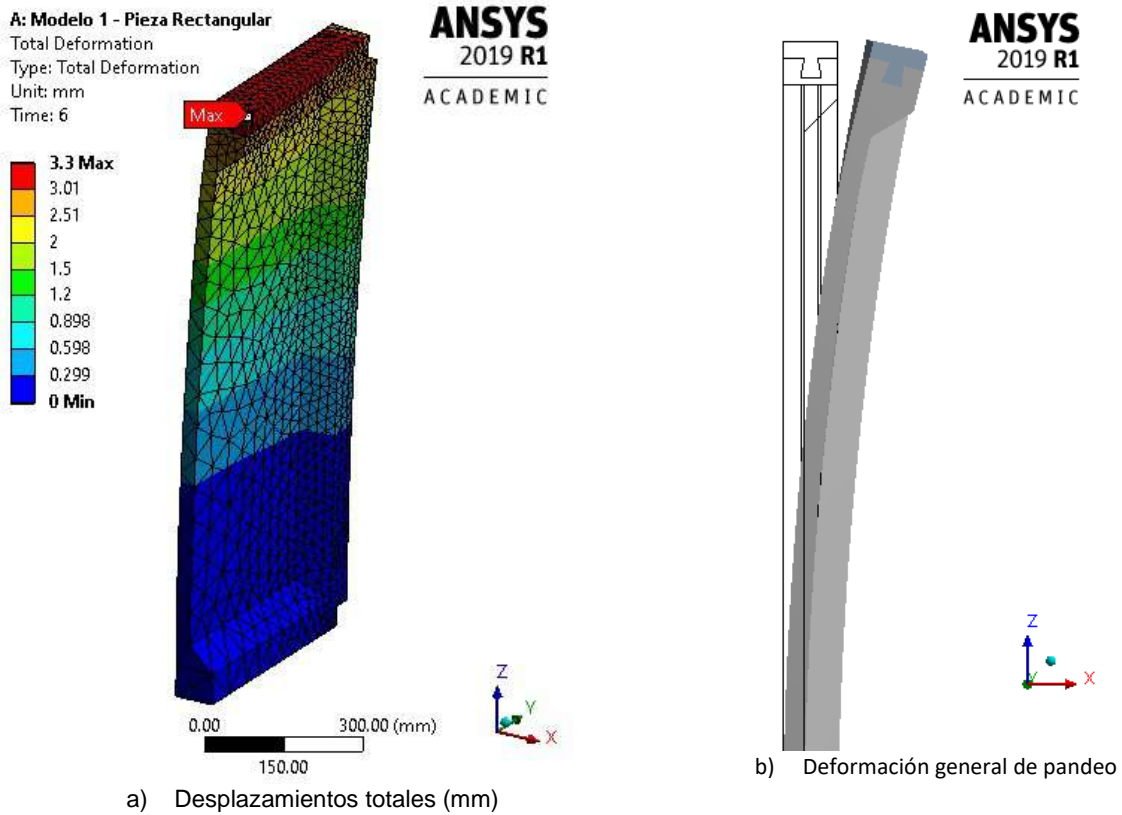 A: Modelo 1 - Pieza Rectangular
Total Deformation
Type: Total Deformation
Unit: mm
Time: 6
Max
3.3 Max
3.01
2.51
2
1.5
1.2
0.898
0.598
0.299
0 Min
ANSYS
2019 R1
ACADEMIC
0.00
300.00 (mm)
150.00
Z
Y
X
a) Desplazamientos totales (mm)
ANSYS
2019 R1
ACADEMIC
Z
Y
X
b) Deformación general de pandeo